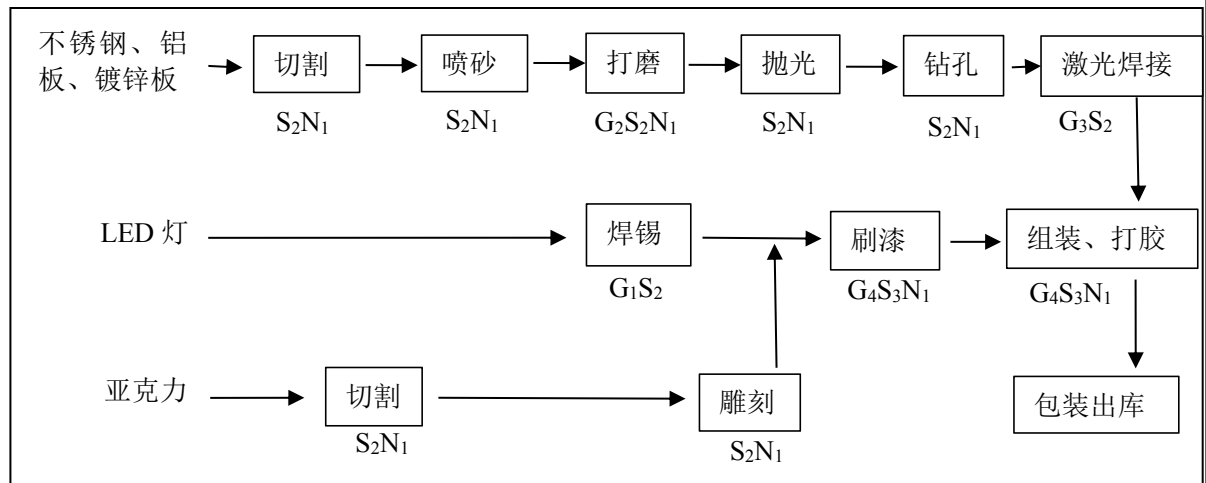 不锈钢、铝
板、镀锌板
切割
喷砂
打磨
抛光
钻孔
激光焊接
S₂N₁
S₂N₁
G₂S₂N₁
S₂N₁
S₂N₁
G₃S₂
LED 灯
焊锡
刷漆
组装、打胶
G₁S₂
G₄S₃N₁
G₄S₃N₁
亚克力
切割
雕刻
包装出库
S₂N₁
S₂N₁